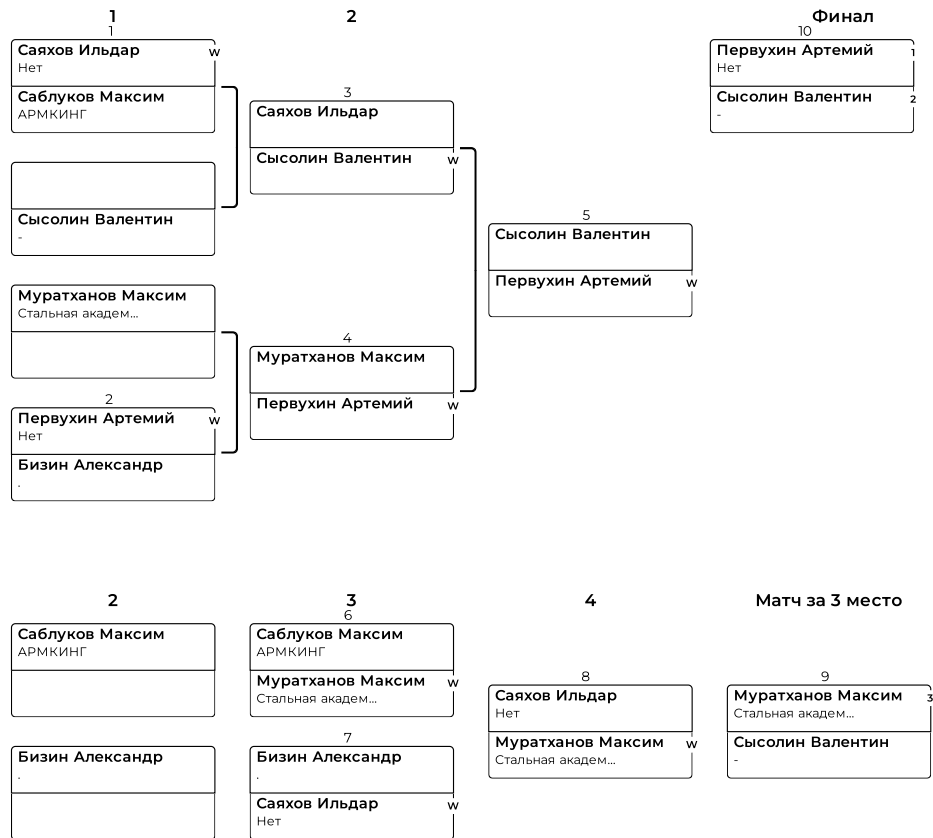 1
2
Финал
1
Саяхов Ильдар
W
Нет
Саблуков Максим
АРМКИНГ
Сысолин Валентин
-
Муратханов Максим
Стальная академ...
2
Первухин Артемий
W
Нет
Бизин Александр
.
3
Саяхов Ильдар
Сысолин Валентин
W
4
Муратханов Максим
Первухин Артемий
W
5
Сысолин Валентин
Первухин Артемий
W
10
Первухин Артемий
1
Нет
Сысолин Валентин
2
-
2
3
4
Матч за 3 место
Саблуков Максим
АРМКИНГ
Бизин Александр
.
6
Саблуков Максим
АРМКИНГ
Муратханов Максим
W
Стальная академ...
7
Бизин Александр
.
Саяхов Ильдар
W
Нет
8
Саяхов Ильдар
Нет
Муратханов Максим
W
Стальная академ...
9
Муратханов Максим
3
Стальная академ...
Сысолин Валентин
-